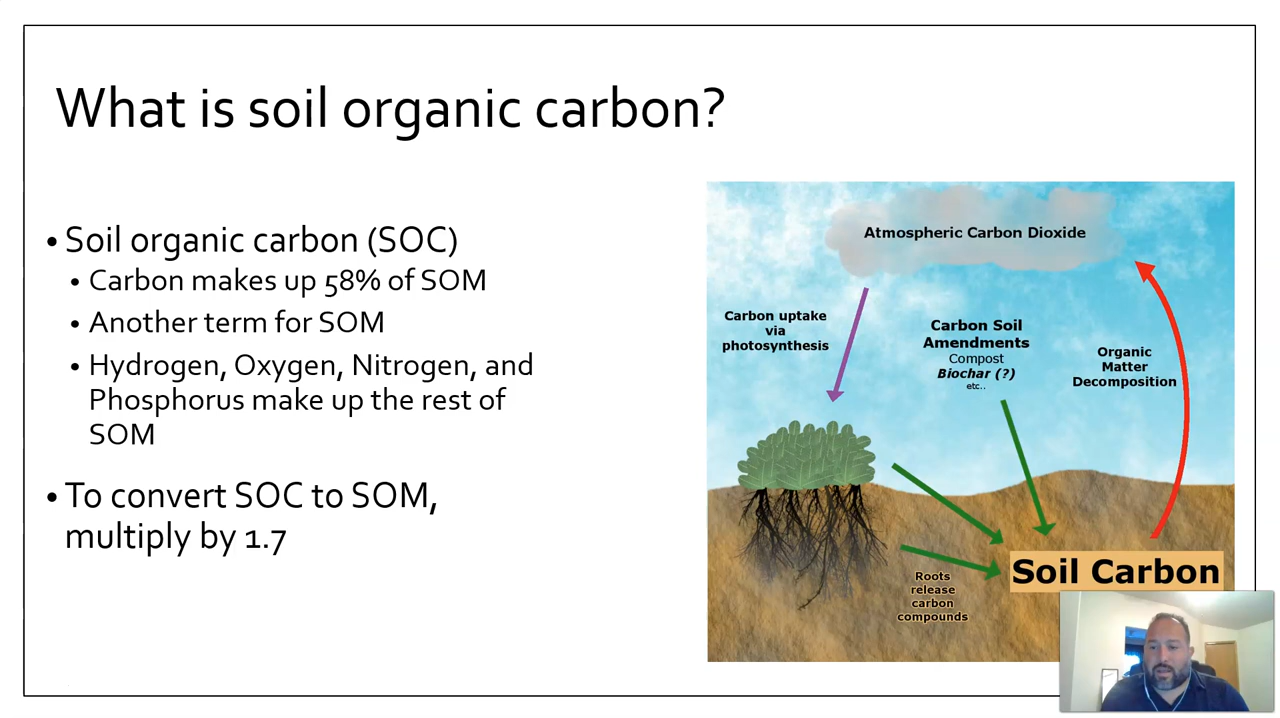 What is soil organic carbon?
• Soil organic carbon (SOC)
• Carbon makes up 58% of SOM
• Another term for SOM
• Hydrogen, Oxygen, Nitrogen, and
Phosphorus make up the rest of
SOM
• To convert SOC to SOM,
multiply by 1.7
Atmospheric Carbon Dioxide
Carbon uptake
via
photosynthesis
Carbon Soil
Amendments
Compost
Biochar (?)
etc..
Organic
Matter
Decomposition
Soil Carbon
Roots
release
carbon
compounds